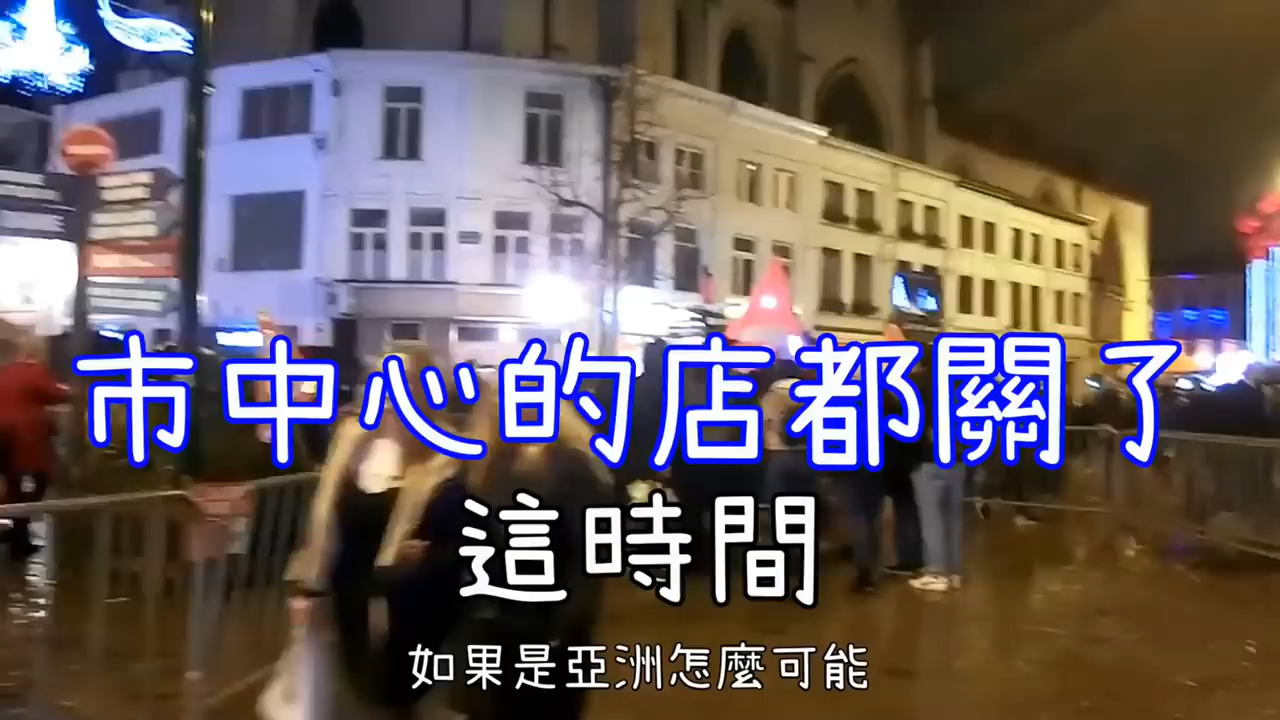 市中心的店都關了
這時間
如果是亞洲怎麼可能